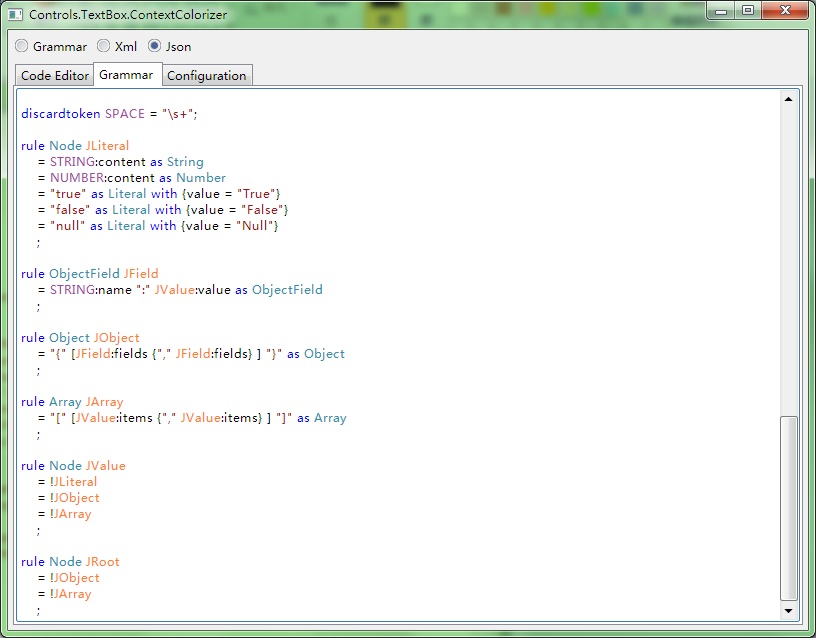 Controls.TextBox.ContextColorizer
Grammar Xml Json
Code Editor Grammar Configuration
discardtoken SPACE = "\s+";
rule Node JLiteral
= STRING:content as String
= NUMBER:content as Number
= "true" as Literal with {value = "True"}
= "false" as Literal with {value = "False"}
= "null" as Literal with {value = "Null"}
;
rule ObjectField JField
= STRING:name ":" JValue:value as ObjectField
;
rule Object JObject
= "{" [JField:fields {"," JField:fields} ] "}" as Object
;
rule Array JArray
= "[" [JValue:items {"," JValue:items} ] "]" as Array
;
rule Node JValue
= !JLiteral
= !JObject
= !JArray
;
rule Node JRoot
= !JObject
= !JArray
;